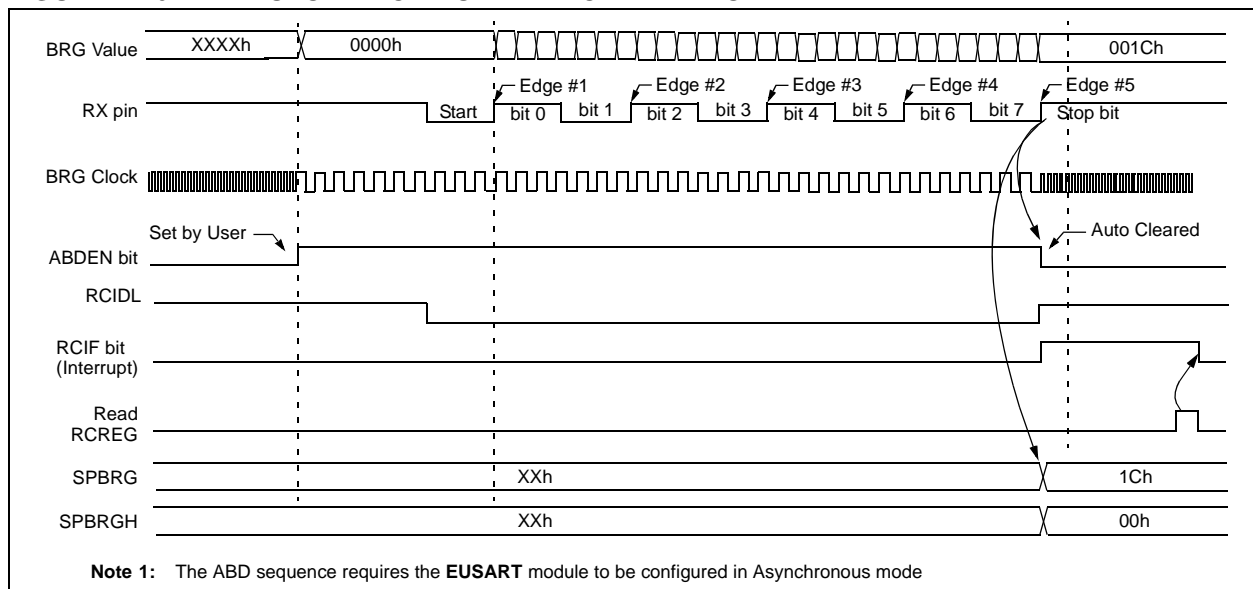 BRG Value XXXXh 0000h 001Ch
Edge #1 Edge #2 Edge #3 Edge #4 Edge #5
RX pin Start bit 0 bit 1 bit 2 bit 3 bit 4 bit 5 bit 6 bit 7 Stop bit
BRG Clock
Set by User Auto Cleared
ABDEN bit
RCIDL
RCIF bit
(Interrupt)
Read
RCREG
SPBRG XXh 1Ch
SPBRGH XXh 00h
Note 1: The ABD sequence requires the EUSART module to be configured in Asynchronous mode